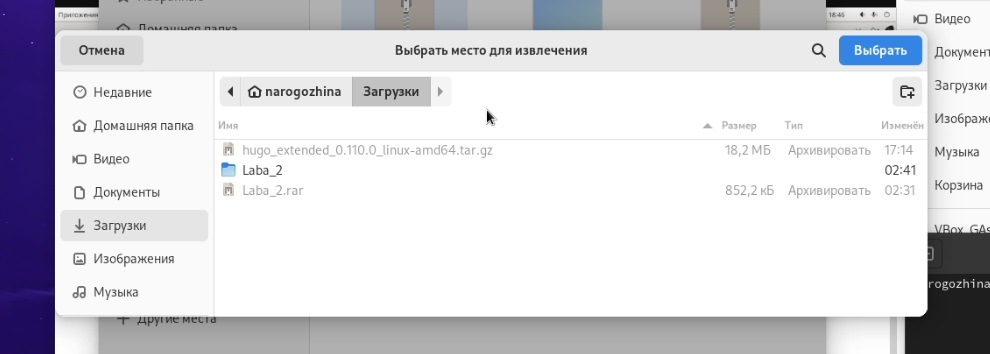 Приложения
18:45
Домашняя папка
Отмена
Выбрать место для извлечения
Выбрать
narogozhina
Загрузки
Недавние
Домашняя папка
Видео
Документы
Загрузки
Изображения
Музыка
Другие места
Имя Размер Тип Изменён
hugo_extended_0.110.0_linux-amd64.tar.gz 18,2 МБ Архивировать 17:14
Laba_2 02:41
Laba_2.rar 852,2 кБ Архивировать 02:31
Видео
Документ
Загрузки
Изображе
Музыка
Корзина
VBox_GAs
rogozhina